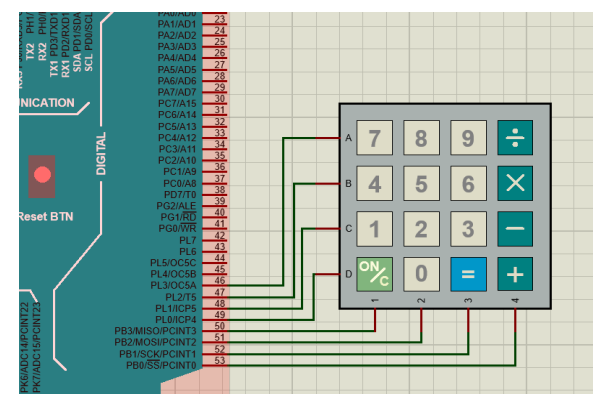 PA0/AD0
PA1/AD1 23
PA2/AD2 24
PA3/AD3 25
PA4/AD4 26
PA5/AD5 27
PA6/AD6 28
PA7/AD7 29
PC7/A15 30
PC6/A14 31
PC5/A13 32
PC4/A12 33
PC3/A11 34
PC2/A10 35
PC1/A9 36
PC0/A8 37
PD7/T0 38
PG2/ALE 39
PG1/RD 40
PG0/WR 41
PL7 42
PL6 43
PL5/OC5C 44
PL4/OC5B 45
PL3/OC5A 46
PL2/T5 47
PL1/ICP5 48
PL0/ICP4 49
PB3/MISO/PCINT3 50
PB2/MOSI/PCINT2 51
PB1/SCK/PCINT1 52
PB0/SS/PCINT0 53
TX2 PH1/
RX2 PH0/
TX1 PD3/TXD1
RX1 PD2/RXD1
SDA PD1/SDA
SCL PD0/SCL
NICATION
DIGITAL
Reset BTN
PK6/ADC14/PCINT22
PK7/ADC15/PCINT23
A 7 8 9 ÷
B 4 5 6 ×
C 1 2 3 −
D ON/C 0 = +
1 2 3 4